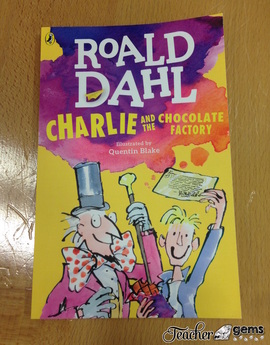 ROALD
DAHL
CHARLIE AND THE CHOCOLATE FACTORY
Illustrated by
Quentin Blake
Teacher gems